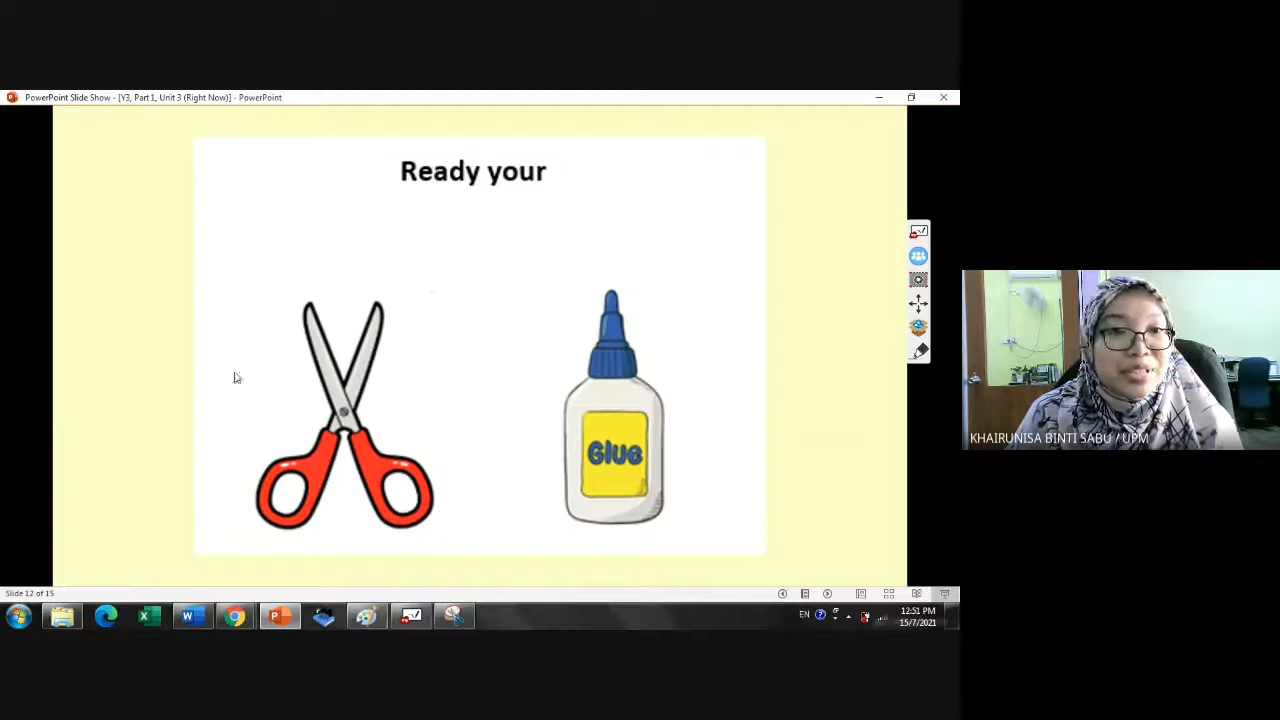 PowerPoint Slide Show - [Y3, Part 1, Unit 3 (Right Now)] - PowerPoint
Ready your
Glue
KHAIRUNISA BINTI SABU / UPM
Slide 12 of 15
EN
12:51 PM
15/7/2021